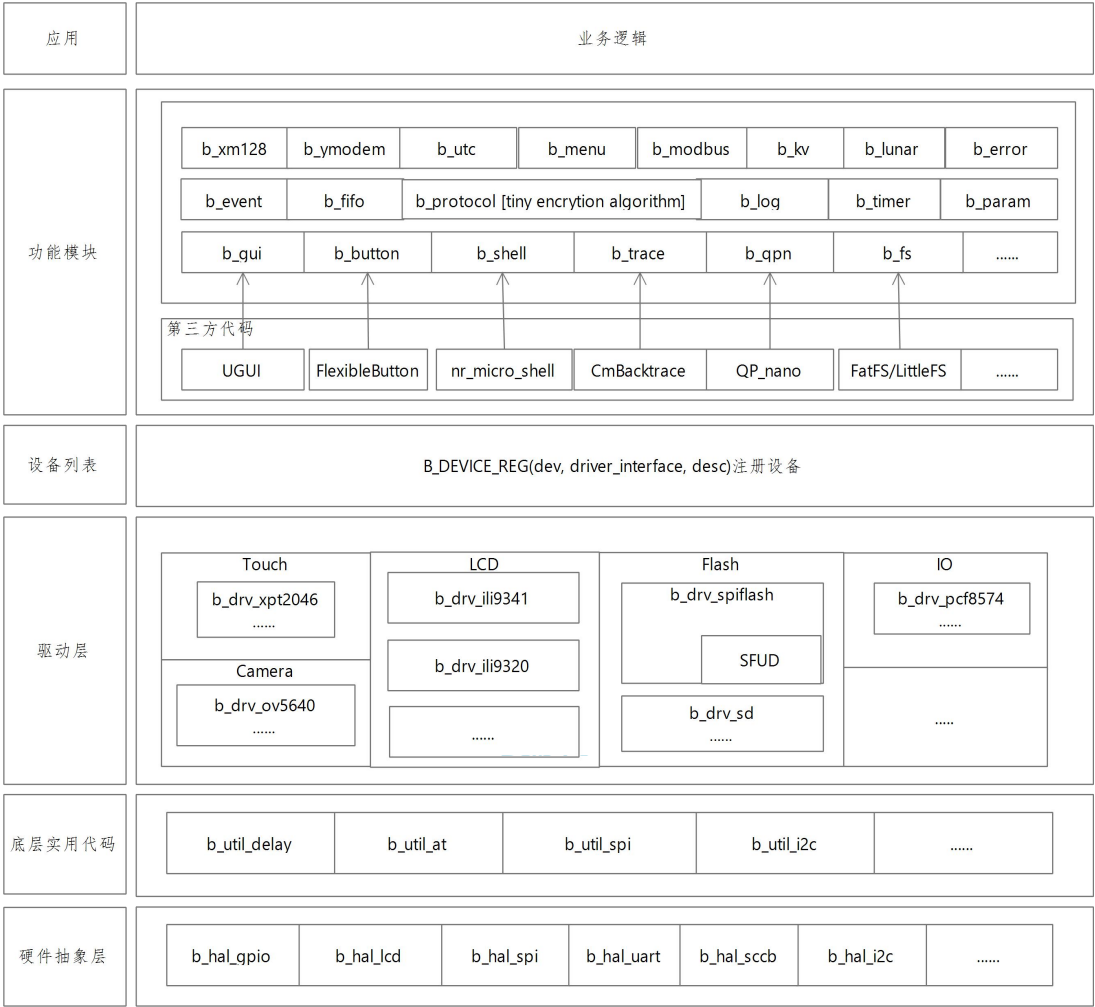 应用
业务逻辑
功能模块
b_xm128 b_ymodem b_utc b_menu b_modbus b_kv b_lunar b_error
b_event b_fifo b_protocol [tiny encrytion algorithm] b_log b_timer b_param
b_gui b_button b_shell b_trace b_qpn b_fs ......
第三方代码
UGUI FlexibleButton nr_micro_shell CmBacktrace QP_nano FatFS/LittleFS ......
设备列表
B_DEVICE_REG(dev, driver_interface, desc)注册设备
驱动层
Touch
b_drv_xpt2046
......
Camera
b_drv_ov5640
......
LCD
b_drv_ili9341
b_drv_ili9320
......
Flash
b_drv_spiflash
SFUD
b_drv_sd
......
IO
b_drv_pcf8574
......
.....
底层实用代码
b_util_delay b_util_at b_util_spi b_util_i2c ......
硬件抽象层
b_hal_gpio b_hal_lcd b_hal_spi b_hal_uart b_hal_sccb b_hal_i2c ......